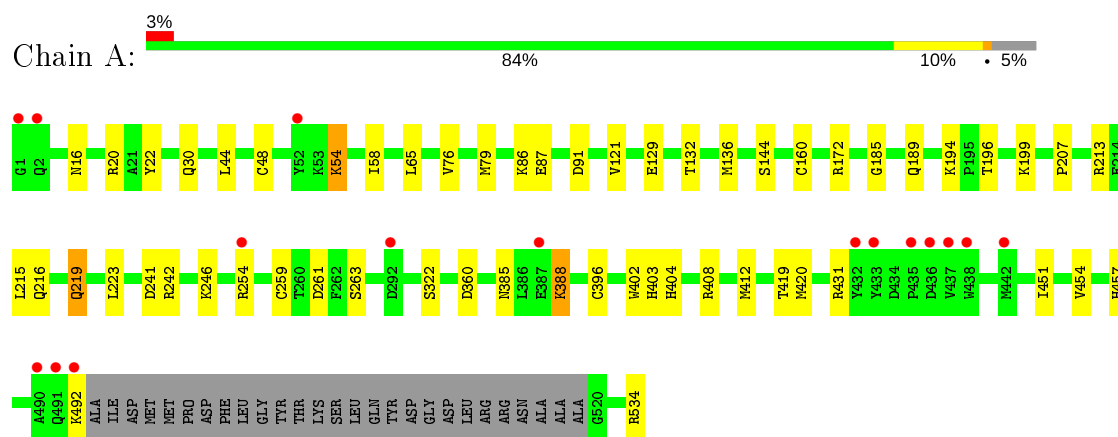 3%
Chain A:
84% 10% • 5%
G1 Q2 N16 R20 A21 Y22 Q30 L44 C48 Y52 K53 K54 I58 L65 V76 M79 K86 E87 D91 V121 E129 T132 M136 S144 C160 R172 G185 Q189 K194 P195 T196 K199 P207 R213
L215 Q216 Q219 L223 D241 R242 K246 R254 C259 T260 D261 F262 S263 D292 S322 D360 N385 L386 E387 K388 C396 W402 H403 H404 R408 M412 T419 M420 R431 Y432 Y433 D434 P435 D436 V437 W438 M442 I451 V454 H457
A490 Q491 K492 ALA ILE ASP MET MET PRO ASP PHE LEU GLY TYR THR LYS SER LEU GLN TYR ASP GLY ASP LEU ARG ARG ASN ALA ALA ALA G520 R534